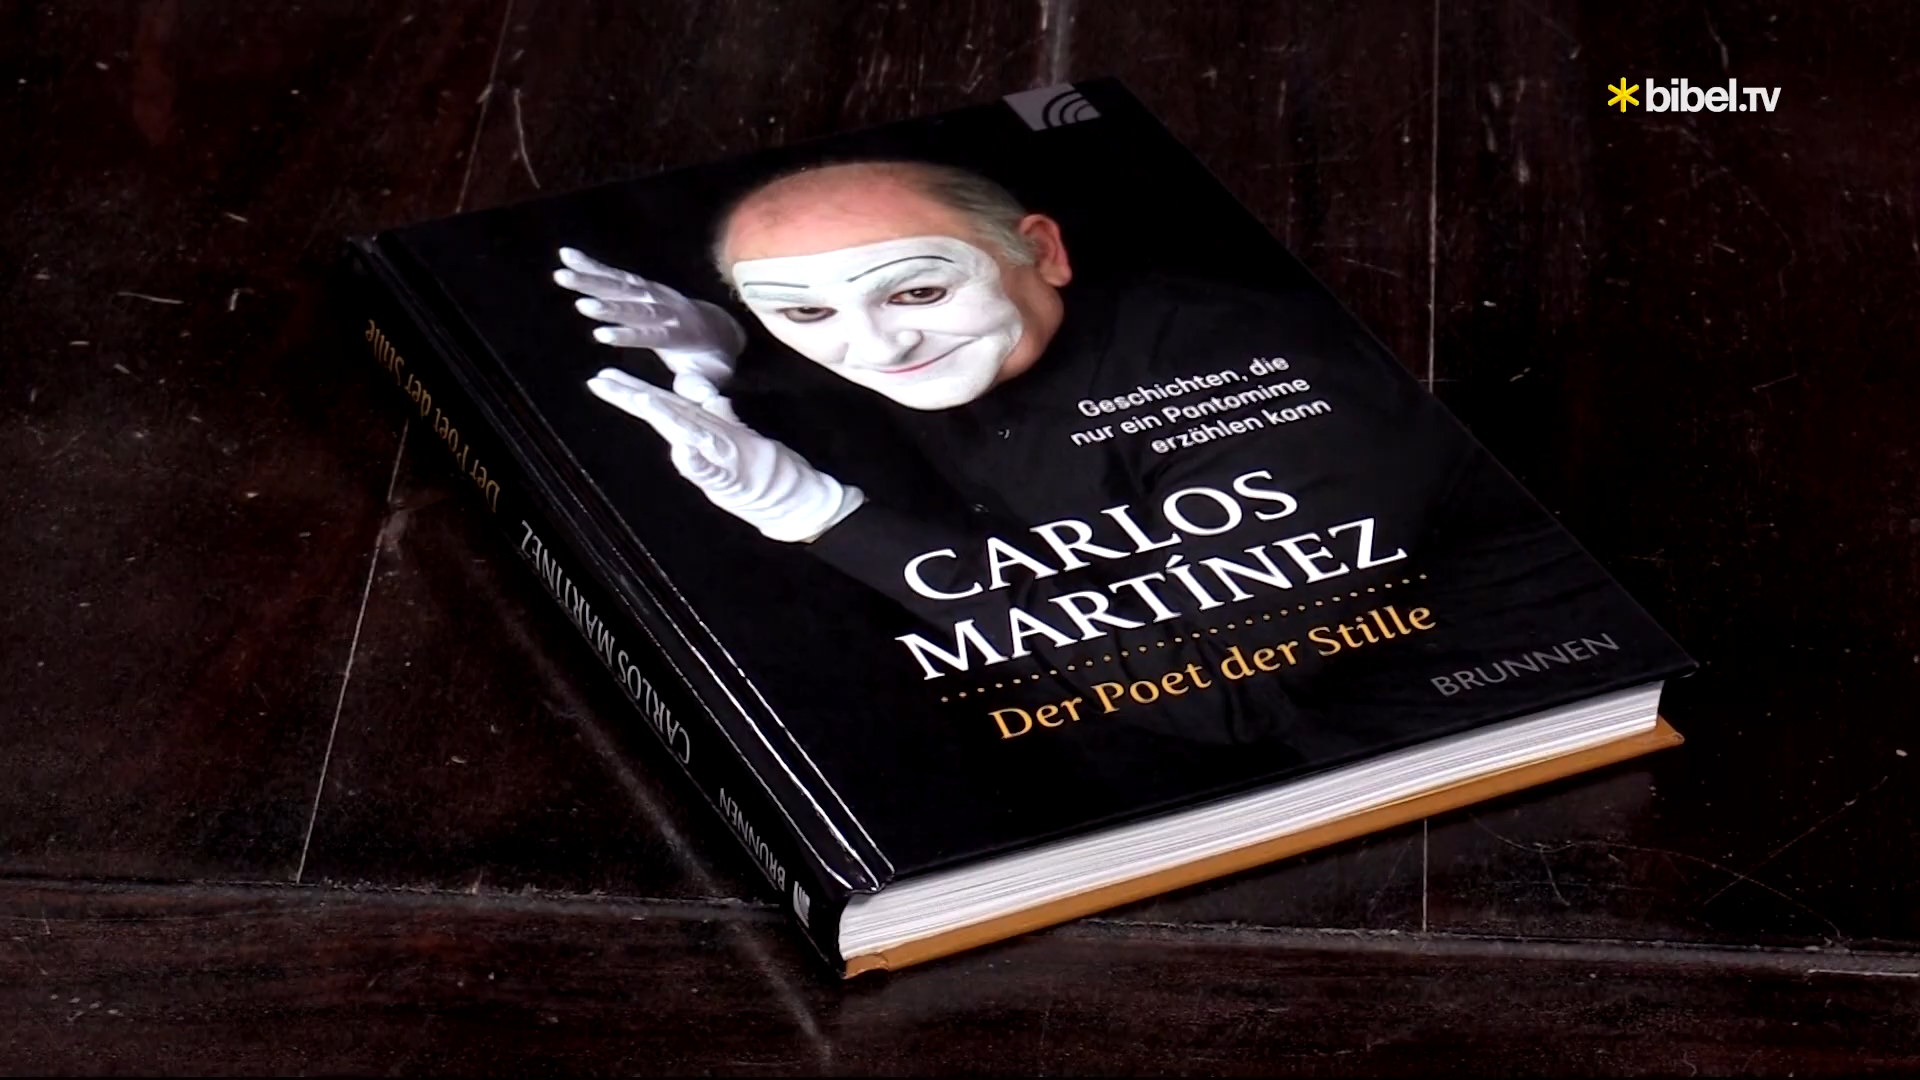 bibel.TV
Geschichten, die
nur ein Pantomime
erzählen kann
CARLOS
MARTÍNEZ
Der Poet der Stille
BRUNNEN
Der Poet der Stille
CARLOS MARTÍNEZ
BRUNNEN